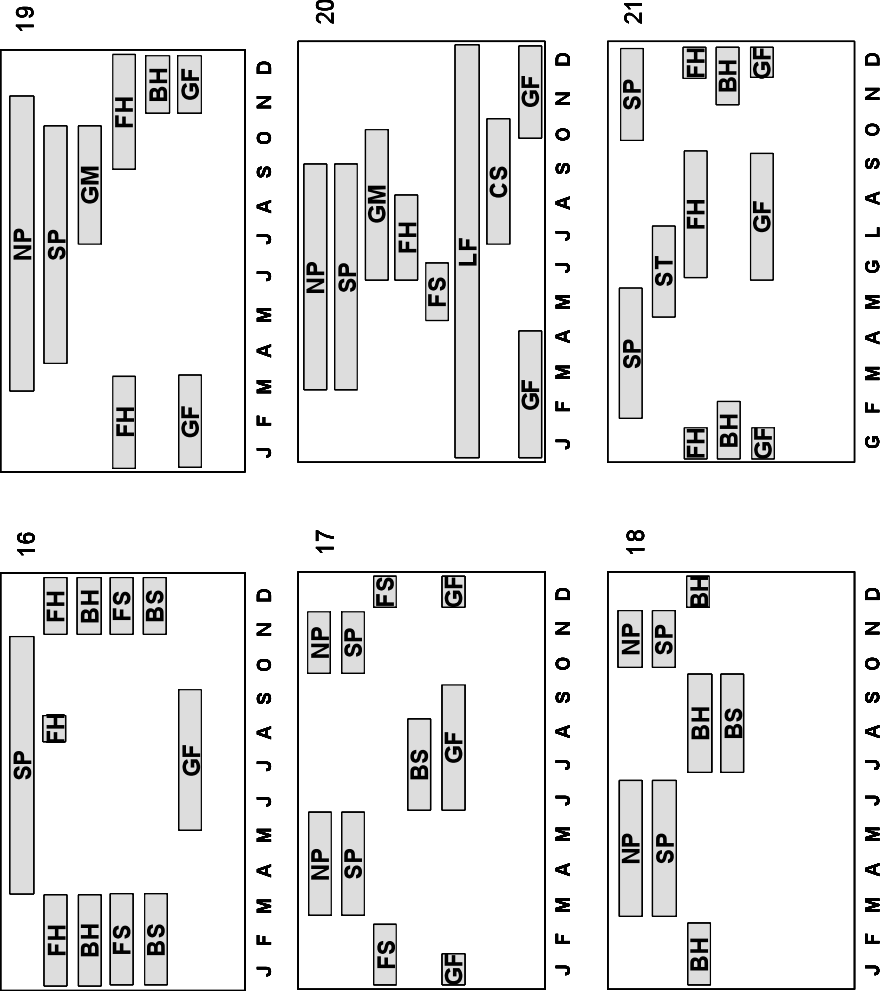 16
SP
FH FH FH
BH BH
FS FS
BS BS
GF
J F M A M J J A S O N D
19
NP
SP
GM
FH FH
BH
GF GF
J F M A M J J A S O N D
17
NP NP
SP SP
FS FS
BS
GF GF GF
J F M A M J J A S O N D
20
NP
SP
GM
FH
FS
LF
CS
GF GF
J F M A M J J A S O N D
18
NP NP
SP SP
BH BH BH
BS
J F M A M J J A S O N D
21
SP SP
ST
FH FH FH
BH BH
GF GF GF
G F M A M G L A S O N D